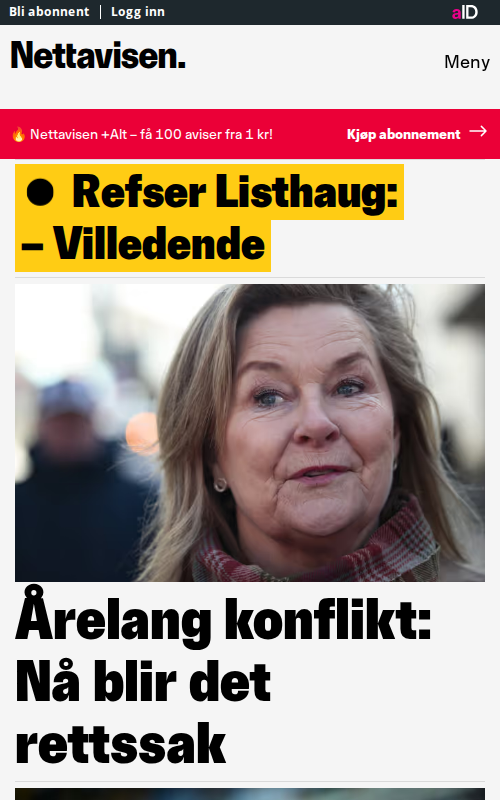 Bli abonnent | Logg inn
aID
Nettavisen.
Meny
🔥 Nettavisen +Alt – få 100 aviser fra 1 kr!
Kjøp abonnement →
● Refser Listhaug:
– Villedende
Årelang konflikt:
Nå blir det
rettssak